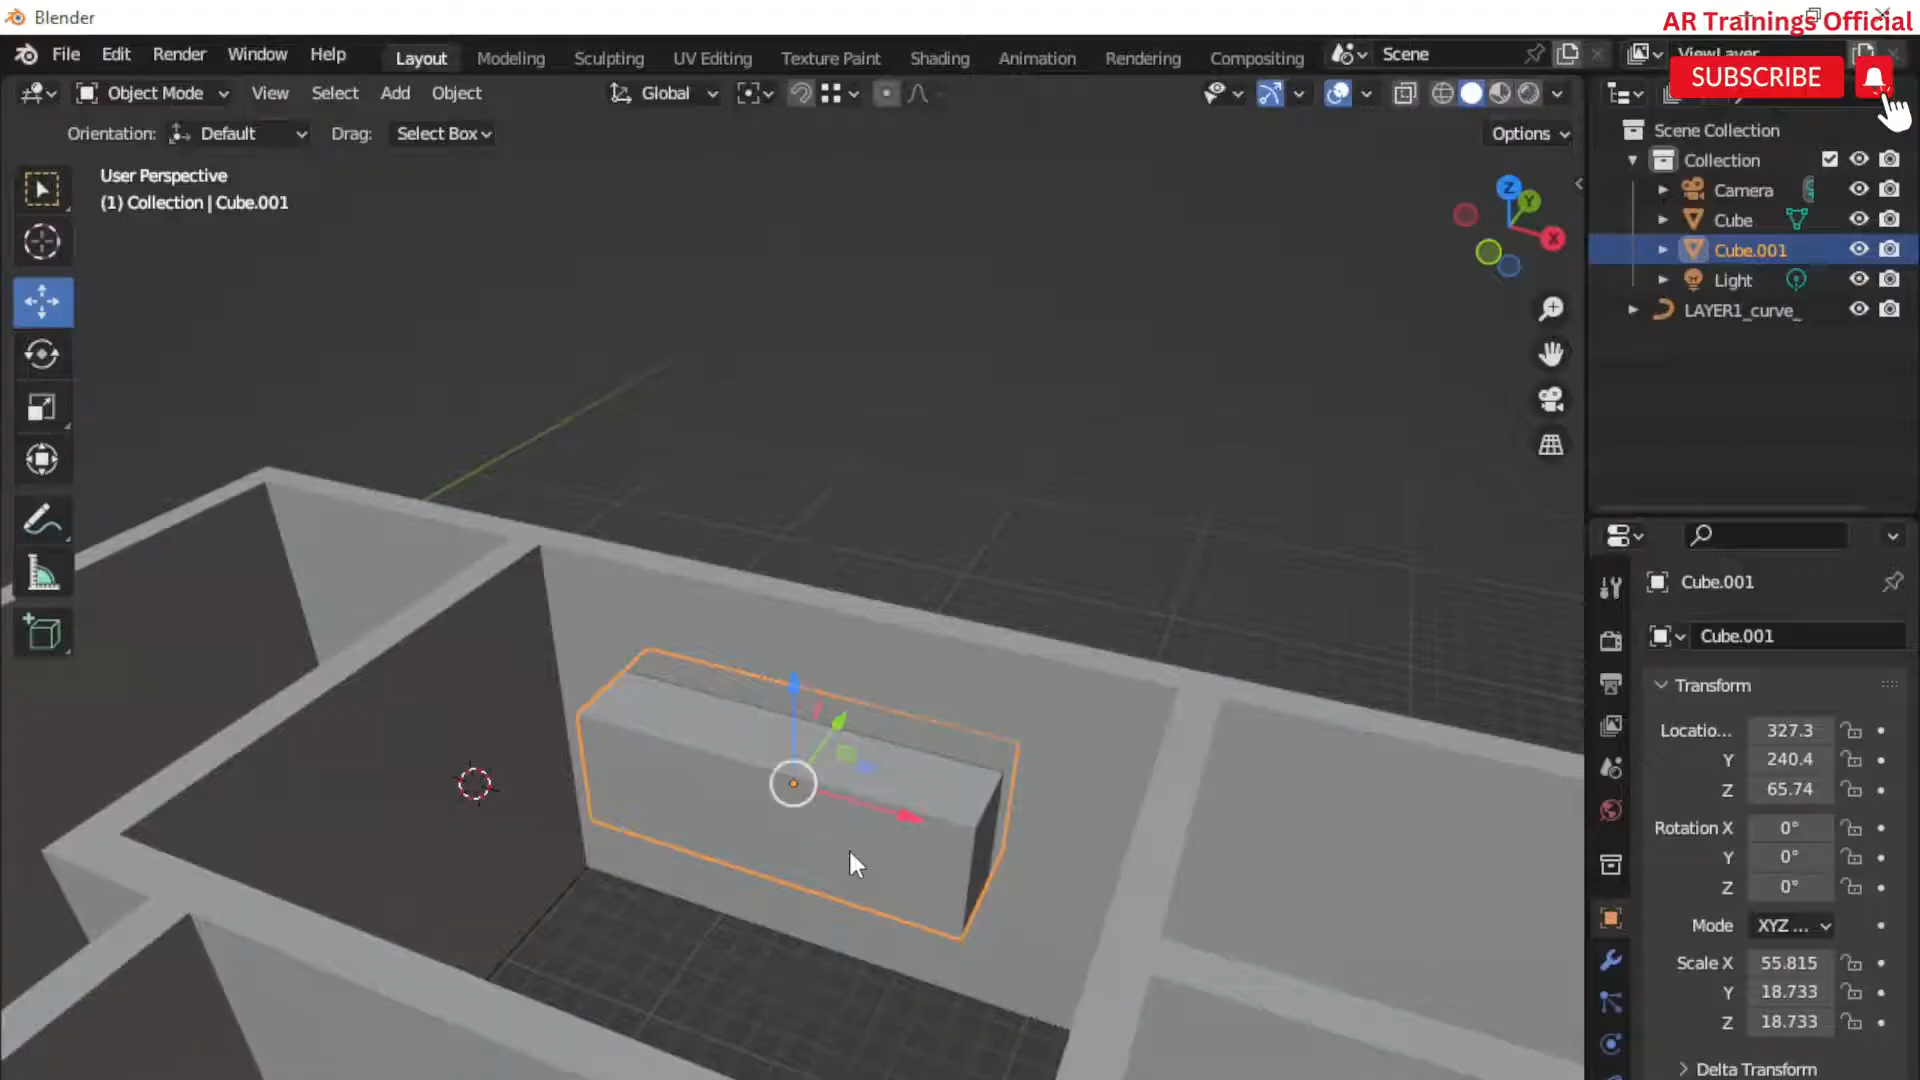 Blender
AR Trainings Official
File Edit Render Window Help Layout Modeling Sculpting UV Editing Texture Paint Shading Animation Rendering Compositing Scene ViewLayer
SUBSCRIBE
Object Mode View Select Add Object Global
Orientation: Default Drag: Select Box Options
User Perspective
(1) Collection | Cube.001
Z
Y
X
Scene Collection
Collection
Camera
Cube
Cube.001
Light
LAYER1_curve_
Cube.001
Cube.001
Transform
Locatio... 327.3
Y 240.4
Z 65.74
Rotation X 0°
Y 0°
Z 0°
Mode XYZ ...
Scale X 55.815
Y 18.733
Z 18.733
Delta Transform